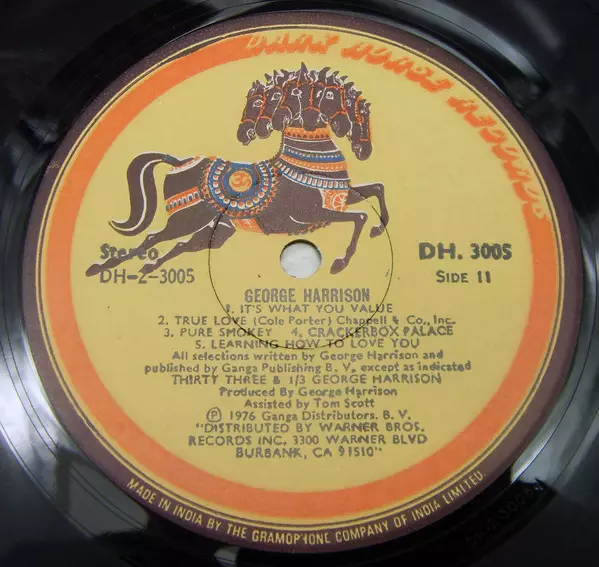 DARK HORSE RECORDS
Stereo
DH-2-3005
DH. 3005
SIDE 11
GEORGE HARRISON
1. IT'S WHAT YOU VALUE
2. TRUE LOVE (Cole Porter) Chappell & Co., Inc.
3. PURE SMOKEY 4. CRACKERBOX PALACE
5. LEARNING HOW TO LOVE YOU
All selections written by George Harrison and
published by Ganga Publishing B. V. except as indicated
THIRTY THREE & 1/3 GEORGE HARRISON
Produced By George Harrison
Assisted by Tom Scott
Ⓟ 1976 Ganga Distributors. B. V.
"DISTRIBUTED BY WARNER BROS.
RECORDS INC. 3300 WARNER BLVD
BURBANK, CA 91510"
MADE IN INDIA BY THE GRAMOPHONE COMPANY OF INDIA LIMITED.